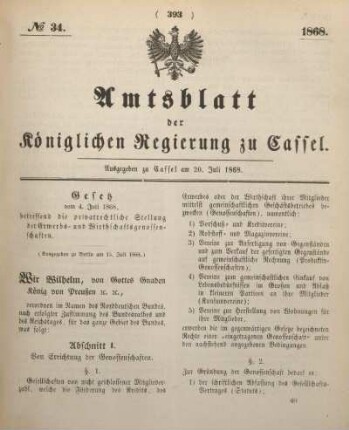 ( 393 )
№ 34.
1868.
Amtsblatt
der
Königlichen Regierung zu Cassel.
Ausgegeben zu Cassel am 20. Juli 1868.
Gesetz
vom 4. Juli 1868,
betreffend die privatrechtliche Stellung
der Erwerbs- und Wirthschaftsgenossen-
schaften.
(Ausgegeben zu Berlin am 15. Juli 1868.)
Wir Wilhelm, von Gottes Gnaden
König von Preußen ꝛc. ꝛc.,
verordnen im Namen des Norddeutschen Bundes,
nach erfolgter Zustimmung des Bundesrathes und
des Reichstages, für das ganze Gebiet des Bundes,
was folgt:
Abschnitt I.
Von Errichtung der Genossenschaften.
§ 1.
Gesellschaften von nicht geschlossener Mitglieder-
zahl, welche die Förderung des Kredits, des
Erwerbes oder der Wirthschaft ihrer Mitglieder
mittelst gemeinschaftlichen Geschäftsbetriebes be-
zwecken (Genossenschaften), namentlich:
1) Vorschuß- und Kreditvereine;
2) Rohstoff- und Magazinvereine;
3) Vereine zur Anfertigung von Gegenständen
und zum Verkauf der gefertigten Gegenstände
auf gemeinschaftliche Rechnung (Produktiv-
Genossenschaften);
4) Vereine zum gemeinschaftlichen Einkauf von
Lebensbedürfnissen im Großen und Ablaß
in kleineren Partien an ihre Mitglieder
(Konsumvereine);
5) Vereine zur Herstellung von Wohnungen für
ihre Mitglieder,
erwerben die im gegenwärtigen Gesetze bezeichneten
Rechte einer »eingetragenen Genossenschaft« unter
den nachstehend angegebenen Bedingungen.
§ 2.
Zur Gründung der Genossenschaft bedarf es:
1) der schriftlichen Abfassung des Gesellschafts-
Vertrages (Statuts),